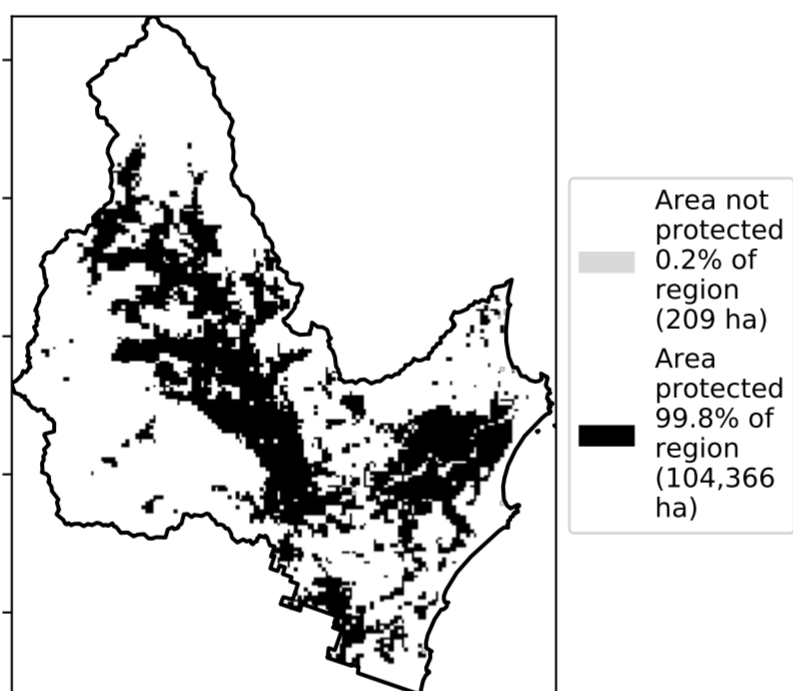 Area not
protected
0.2% of
region
(209 ha)
Area
protected
99.8% of
region
(104,366
ha)